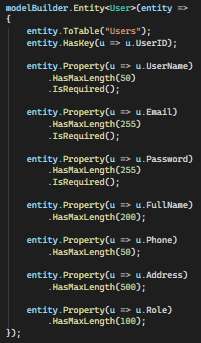 modelBuilder.Entity<User>(entity =>
{
    entity.ToTable("Users");
    entity.HasKey(u => u.UserID);

    entity.Property(u => u.UserName)
        .HasMaxLength(50)
        .IsRequired();

    entity.Property(u => u.Email)
        .HasMaxLength(255)
        .IsRequired();

    entity.Property(u => u.Password)
        .HasMaxLength(255)
        .IsRequired();

    entity.Property(u => u.FullName)
        .HasMaxLength(200);

    entity.Property(u => u.Phone)
        .HasMaxLength(50);

    entity.Property(u => u.Address)
        .HasMaxLength(500);

    entity.Property(u => u.Role)
        .HasMaxLength(100);
});